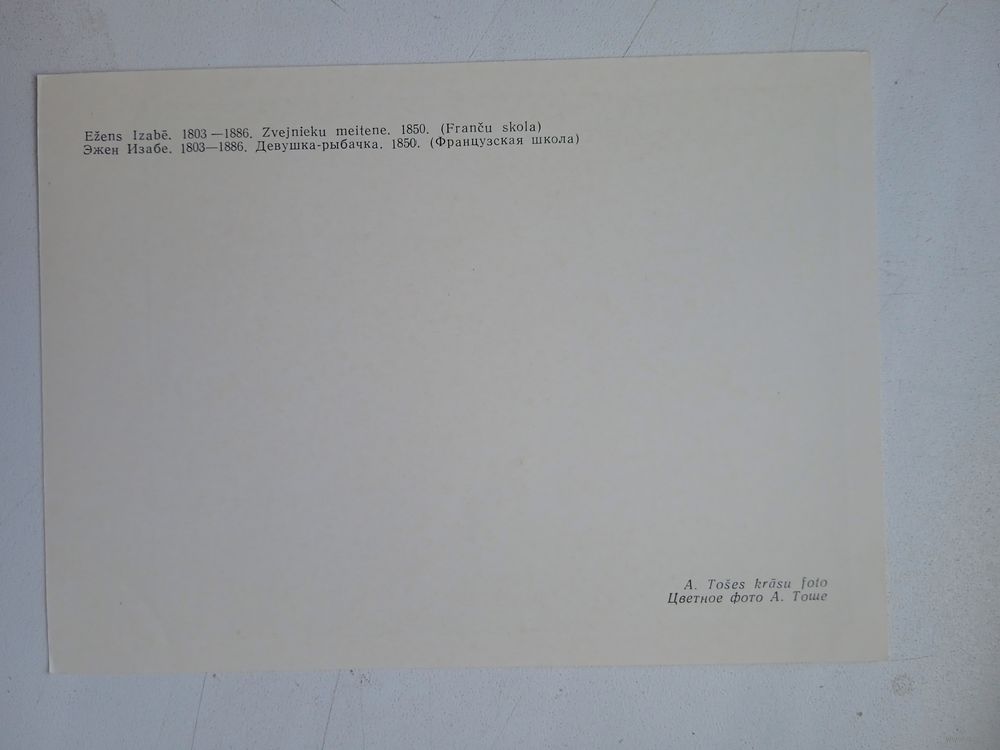 Ežens Izabē. 1803—1886. Zvejnieku meitene. 1850. (Franču skola)
Эжен Изабе. 1803—1886. Девушка-рыбачка. 1850. (Французская школа)
A. Tošes krāsu foto
Цветное фото А. Тоше